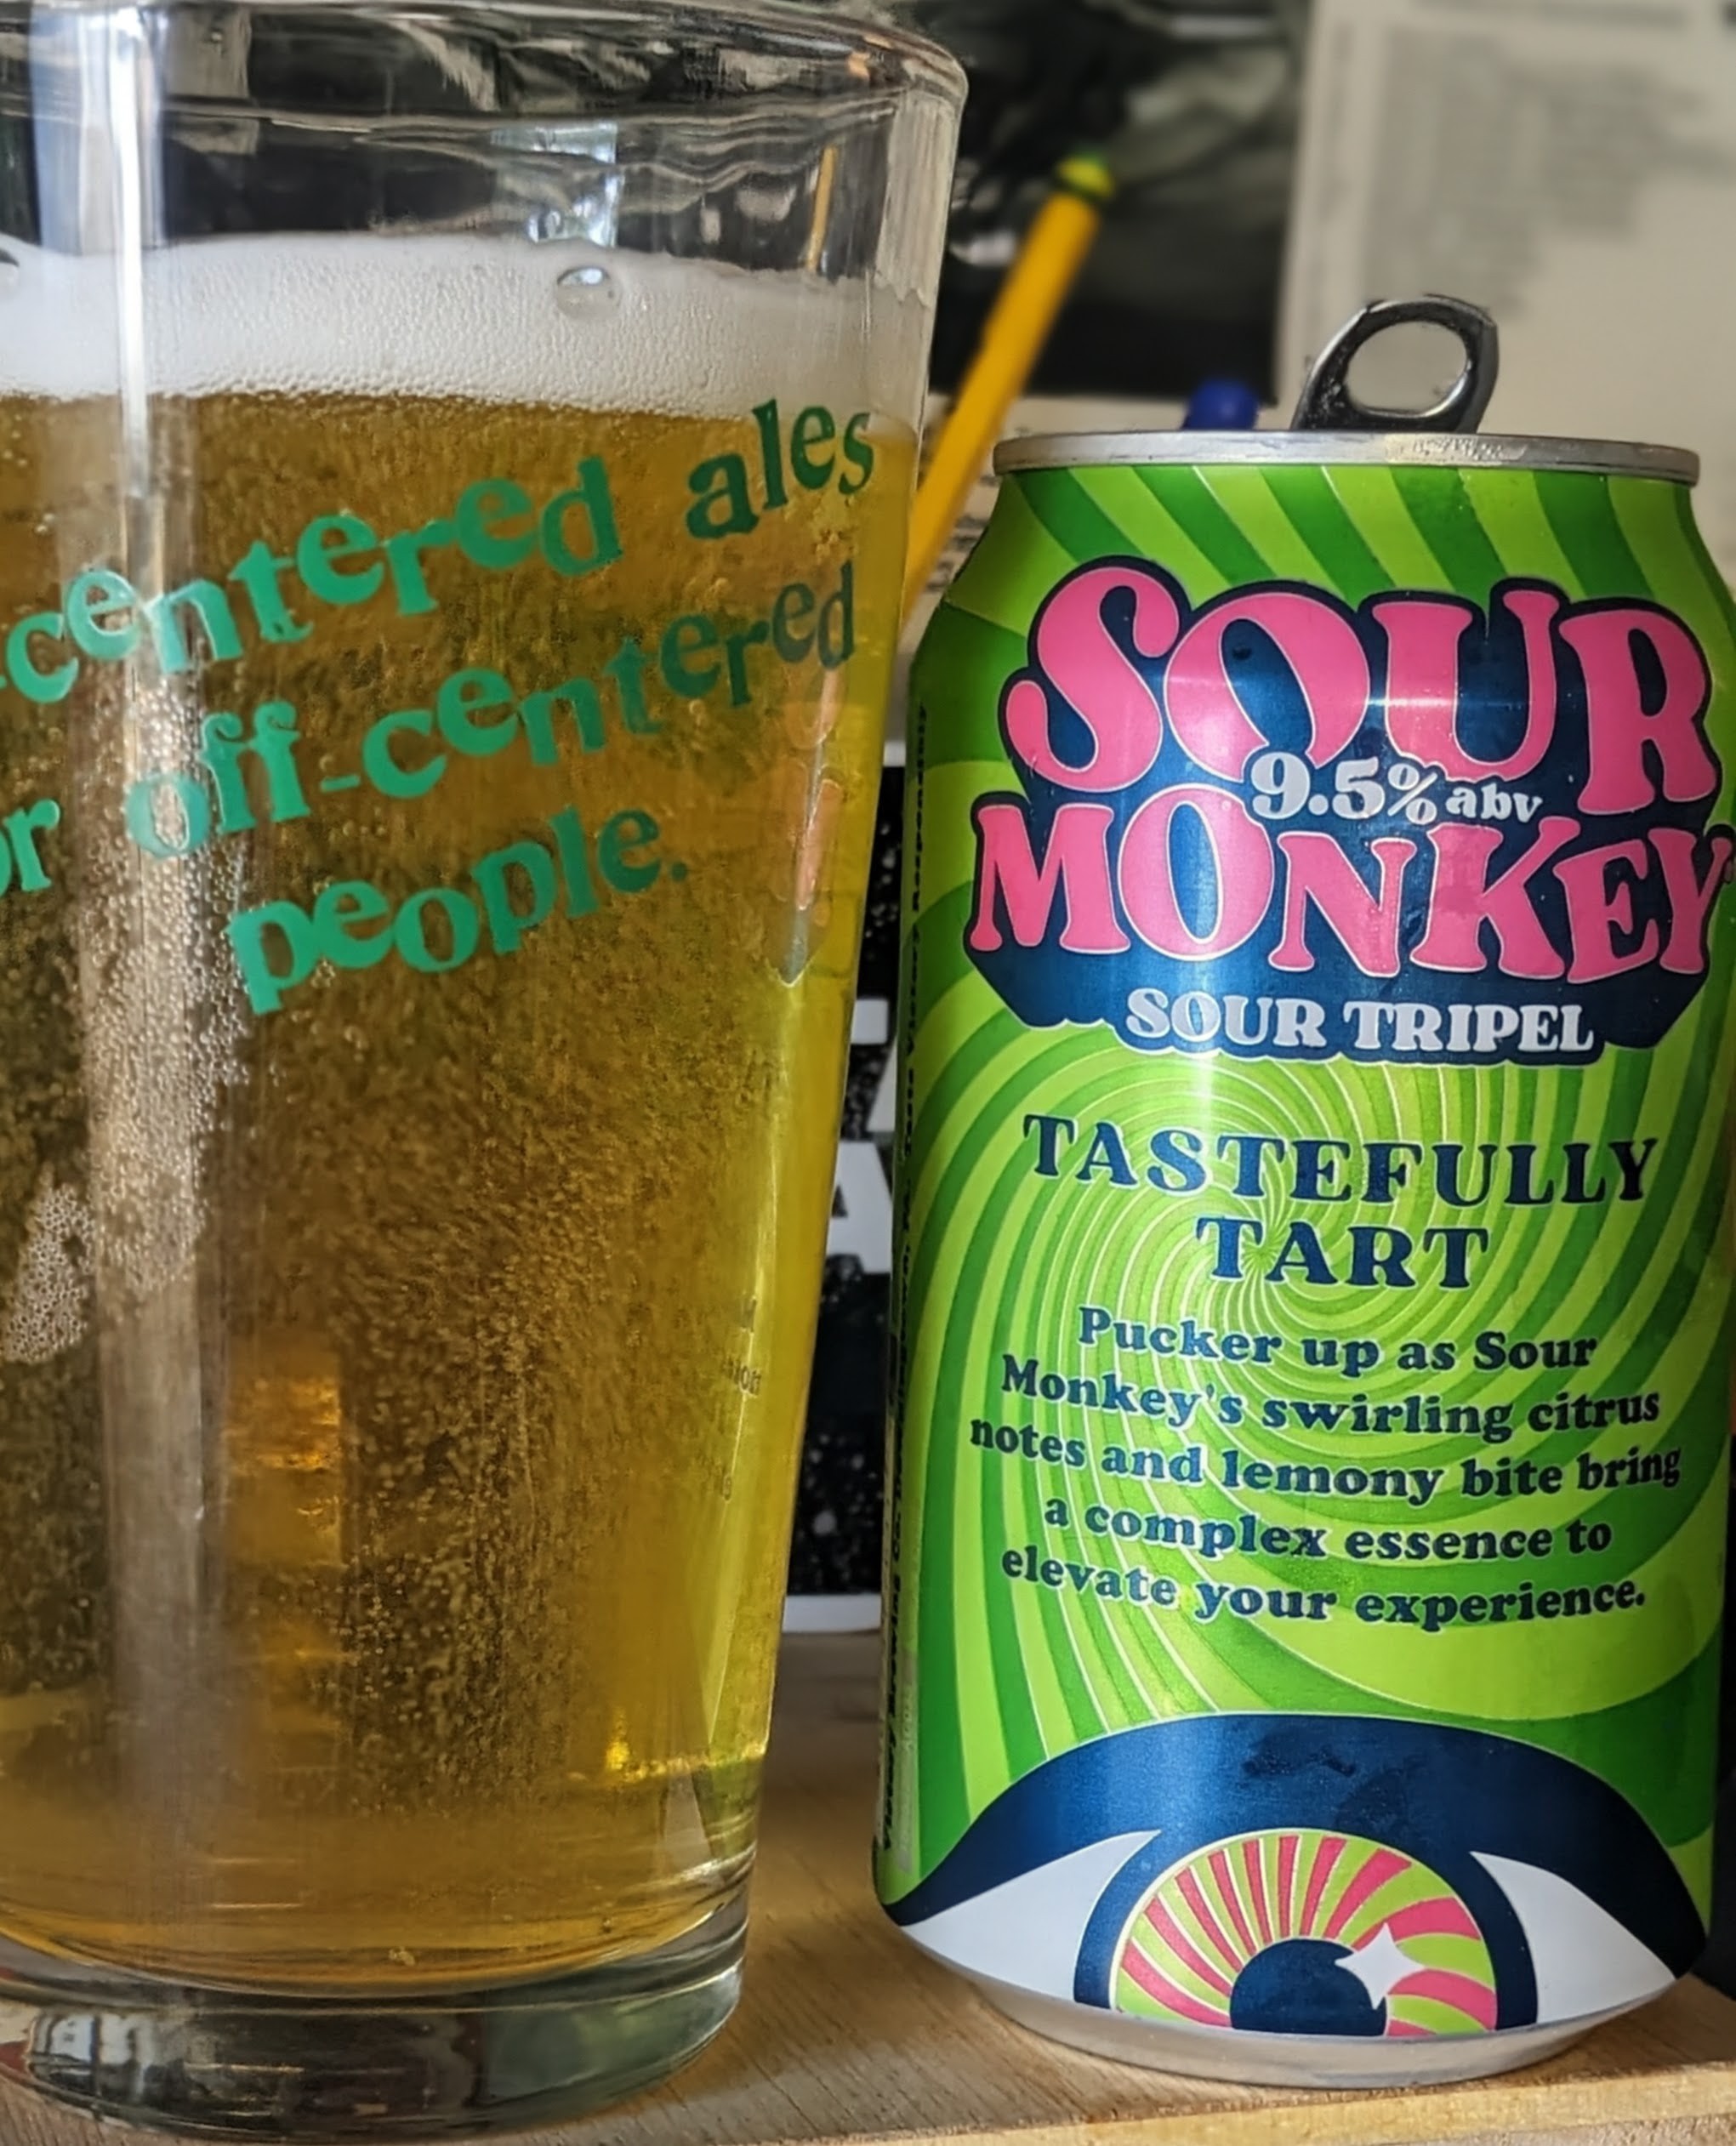 centered ales
off-centered
people.
SOUR
9.5% abv
MONKEY
SOUR TRIPEL
TASTEFULLY
TART
Pucker up as Sour
Monkey's swirling citrus
notes and lemony bite bring
a complex essence to
elevate your experience.